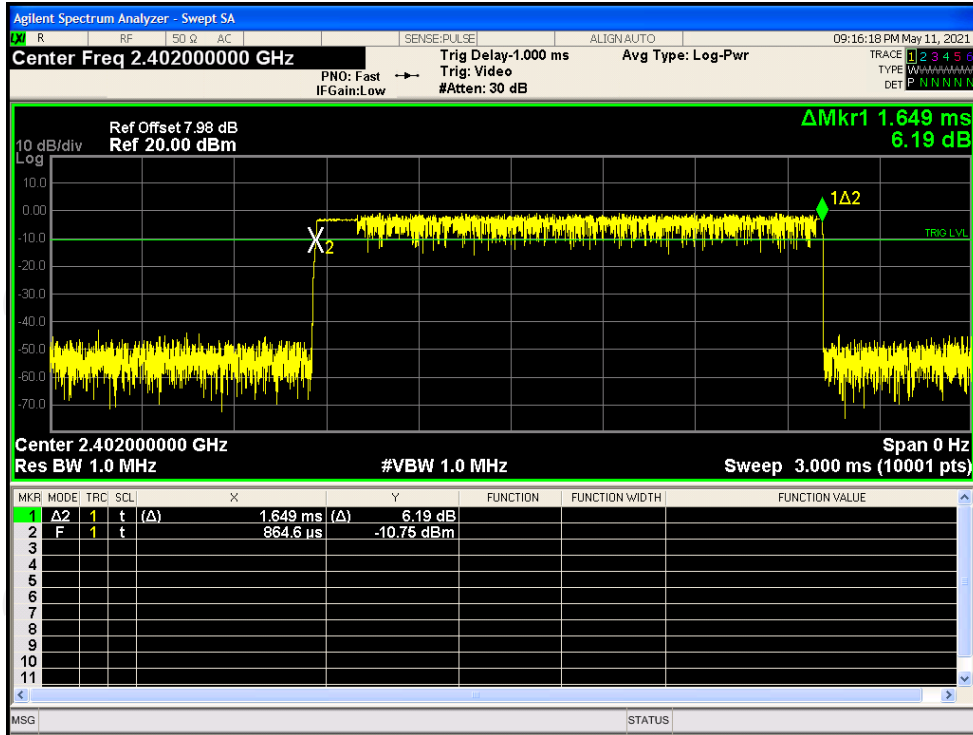 Agilent Spectrum Analyzer - Swept SA
LXI R RF 50 Ω AC SENSE:PULSE ALIGN AUTO 09:16:18 PM May 11, 2021
Center Freq 2.402000000 GHz
PNO: Fast
IFGain:Low
Trig Delay-1.000 ms
Trig: Video
#Atten: 30 dB
Avg Type: Log-Pwr
TRACE 1 2 3 4 5 6
TYPE W
DET P N N N N N
ΔMkr1 1.649 ms
6.19 dB
Ref Offset 7.98 dB
10 dB/div Ref 20.00 dBm
Log
10.0
0.00
-10.0
-20.0
-30.0
-40.0
-50.0
-60.0
-70.0
1Δ2
X2
TRIG LVL
Center 2.402000000 GHz Span 0 Hz
Res BW 1.0 MHz #VBW 1.0 MHz Sweep 3.000 ms (10001 pts)
MKR MODE TRC SCL X Y FUNCTION FUNCTION WIDTH FUNCTION VALUE
1 Δ2 1 t (Δ) 1.649 ms (Δ) 6.19 dB
2 F 1 t 864.6 µs -10.75 dBm
3
4
5
6
7
8
9
10
11
MSG STATUS